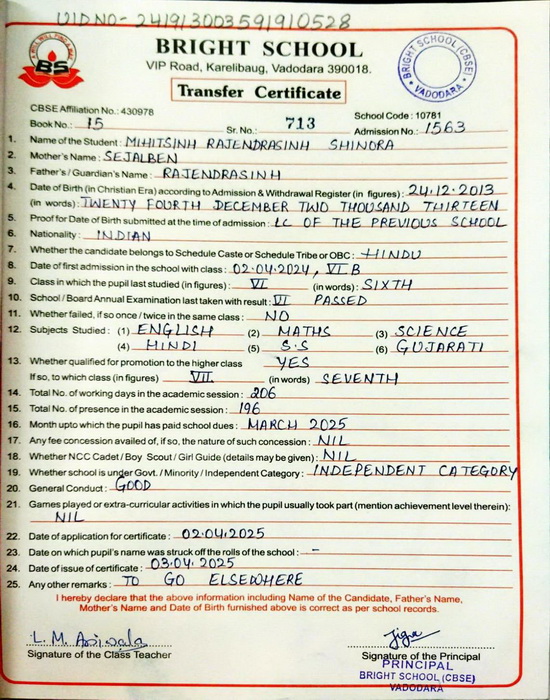 UID NO- 24191300359191052​8
BRIGHT SCHOOL
VIP Road, Karelibaug, Vadodara 390018.
BS
BRIGHT SCHOOL (CBSE)
VADODARA
Transfer Certificate
CBSE Affiliation No.: 430978
School Code : 10781
Book No.: 15 Sr. No.: 713 Admission No.: 1563
1. Name of the Student : MIHITSINH RAJENDRASINH SHINORA
2. Mother's Name : SEJALBEN
3. Father's / Guardian's Name : RAJENDRASINH
4. Date of Birth (in Christian Era) according to Admission & Withdrawal Register (in figures) : 24.12.2013
(in words) : TWENTY FOURTH DECEMBER TWO THOUSAND THIRTEEN
5. Proof for Date of Birth submitted at the time of admission : LC OF THE PREVIOUS SCHOOL
6. Nationality : INDIAN
7. Whether the candidate belongs to Schedule Caste or Schedule Tribe or OBC : HINDU
8. Date of first admission in the school with class : 02.04.2024, VI B
9. Class in which the pupil last studied (in figures) : VI (in words) : SIXTH
10. School / Board Annual Examination last taken with result : VI PASSED
11. Whether failed, if so once / twice in the same class : NO
12. Subjects Studied : (1) ENGLISH (2) MATHS (3) SCIENCE
(4) HINDI (5) S.S (6) GUJARATI
13. Whether qualified for promotion to the higher class YES
If so, to which class (in figures) VII (in words) SEVENTH
14. Total No. of working days in the academic session : 206
15. Total No. of presence in the academic session : 196
16. Month upto which the pupil has paid school dues : MARCH 2025
17. Any fee concession availed of, if so, the nature of such concession : NIL
18. Whether NCC Cadet / Boy Scout / Girl Guide (details may be given) : NIL
19. Whether school is under Govt. / Minority / Independent Category : INDEPENDENT CATEGORY
20. General Conduct : GOOD
21. Games played or extra-curricular activities in which the pupil usually took part (mention achievement level therein) :
NIL
22. Date of application for certificate : 02.04.2025
23. Date on which pupil's name was struck off the rolls of the school : -
24. Date of issue of certificate : 03.04.2025
25. Any other remarks : TO GO ELSEWHERE
I hereby declare that the above information including Name of the Candidate, Father's Name,
Mother's Name and Date of Birth furnished above is correct as per school records.
L. M.
Signature of the Class Teacher
Signature of the Principal
PRINCIPAL
BRIGHT SCHOOL (CBSE)
VADODARA